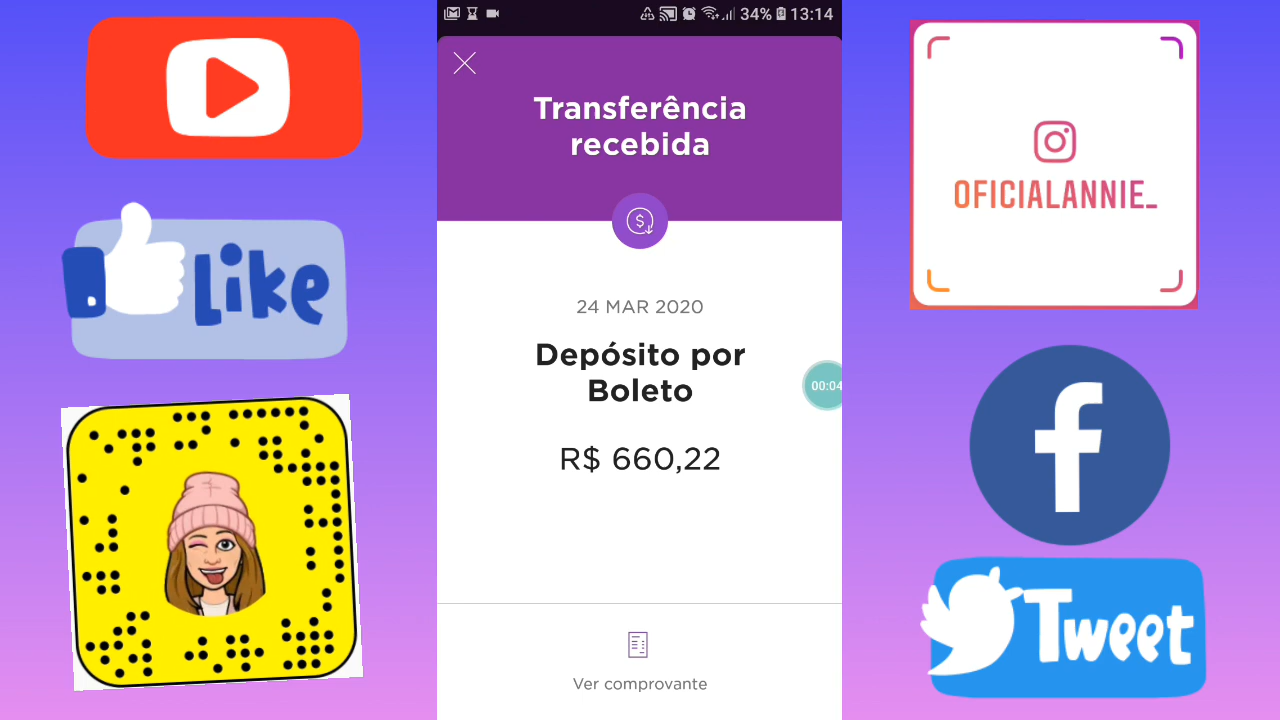 34% 13:14
Transferência
recebida
24 MAR 2020
Depósito por
Boleto
R$ 660,22
00:04
Ver comprovante
Like
OFICIALANNIE_
f
Tweet